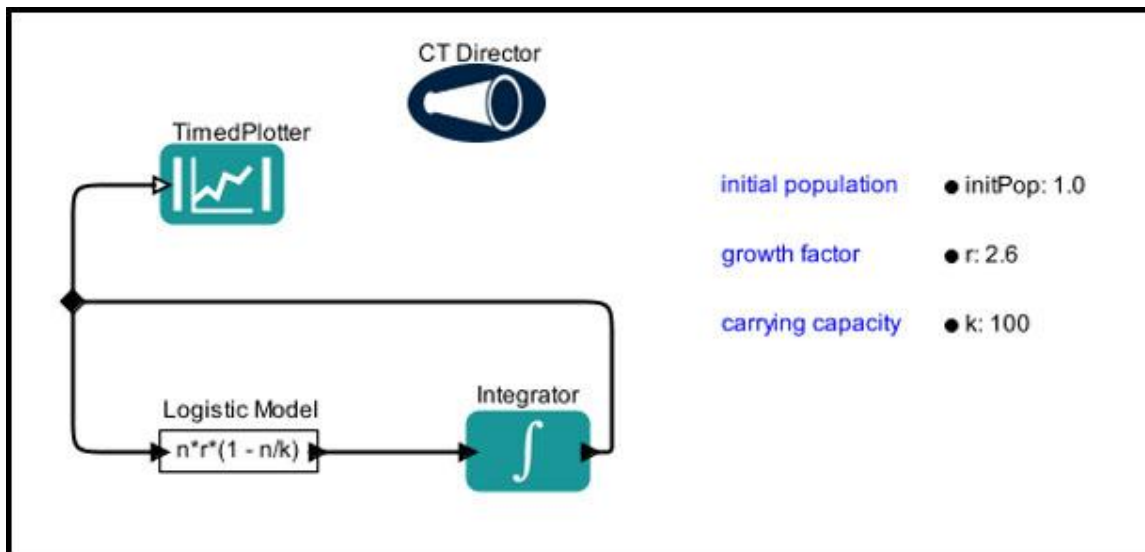 CT Director
TimedPlotter
initial population ● initPop: 1.0
growth factor ● r: 2.6
carrying capacity ● k: 100
Integrator
∫
Logistic Model
n*r*(1 - n/k)